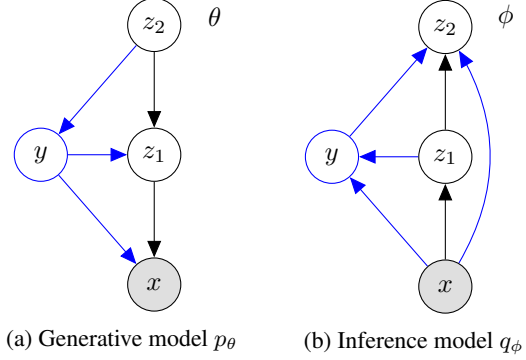 z₂ θ
y z₁
x
(a) Generative model pθ
z₂ ϕ
y z₁
x
(b) Inference model qϕ